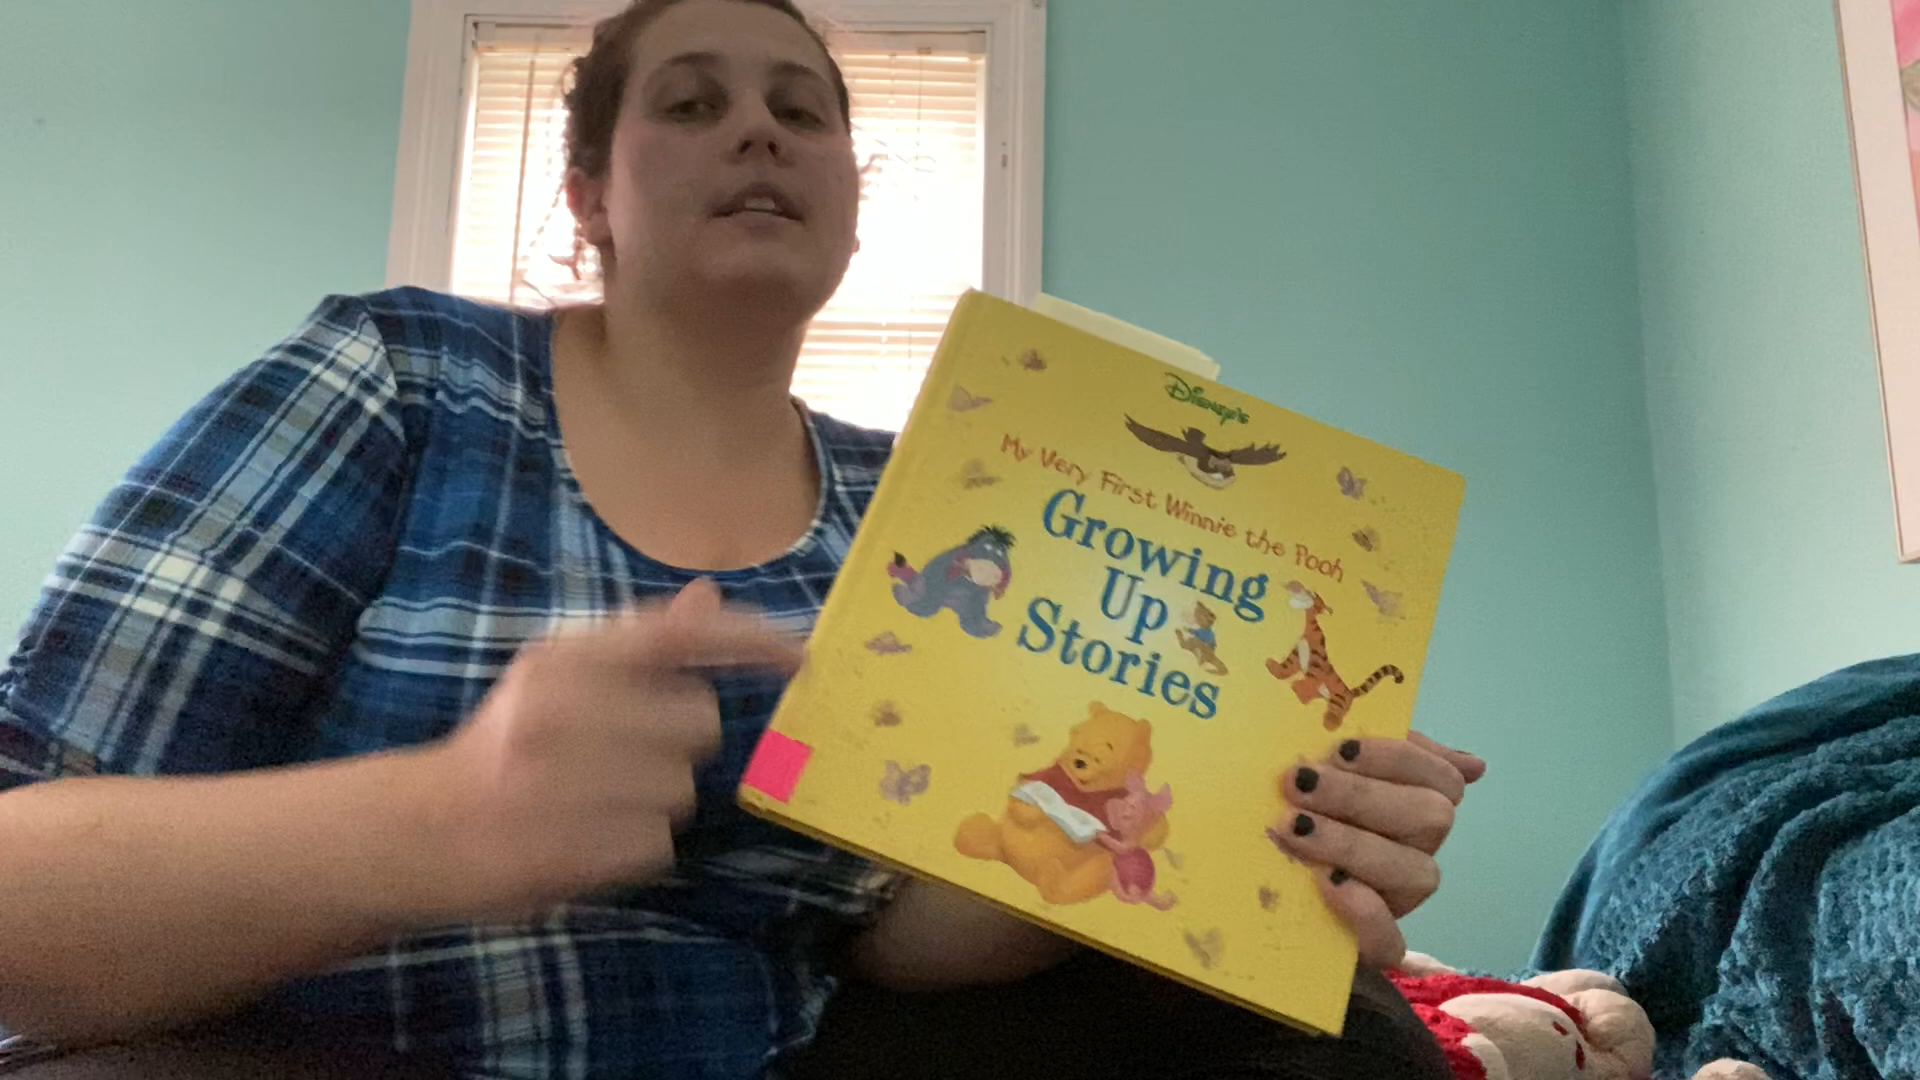 Disney's
My Very First Winnie the Pooh
Growing
Up
Stories